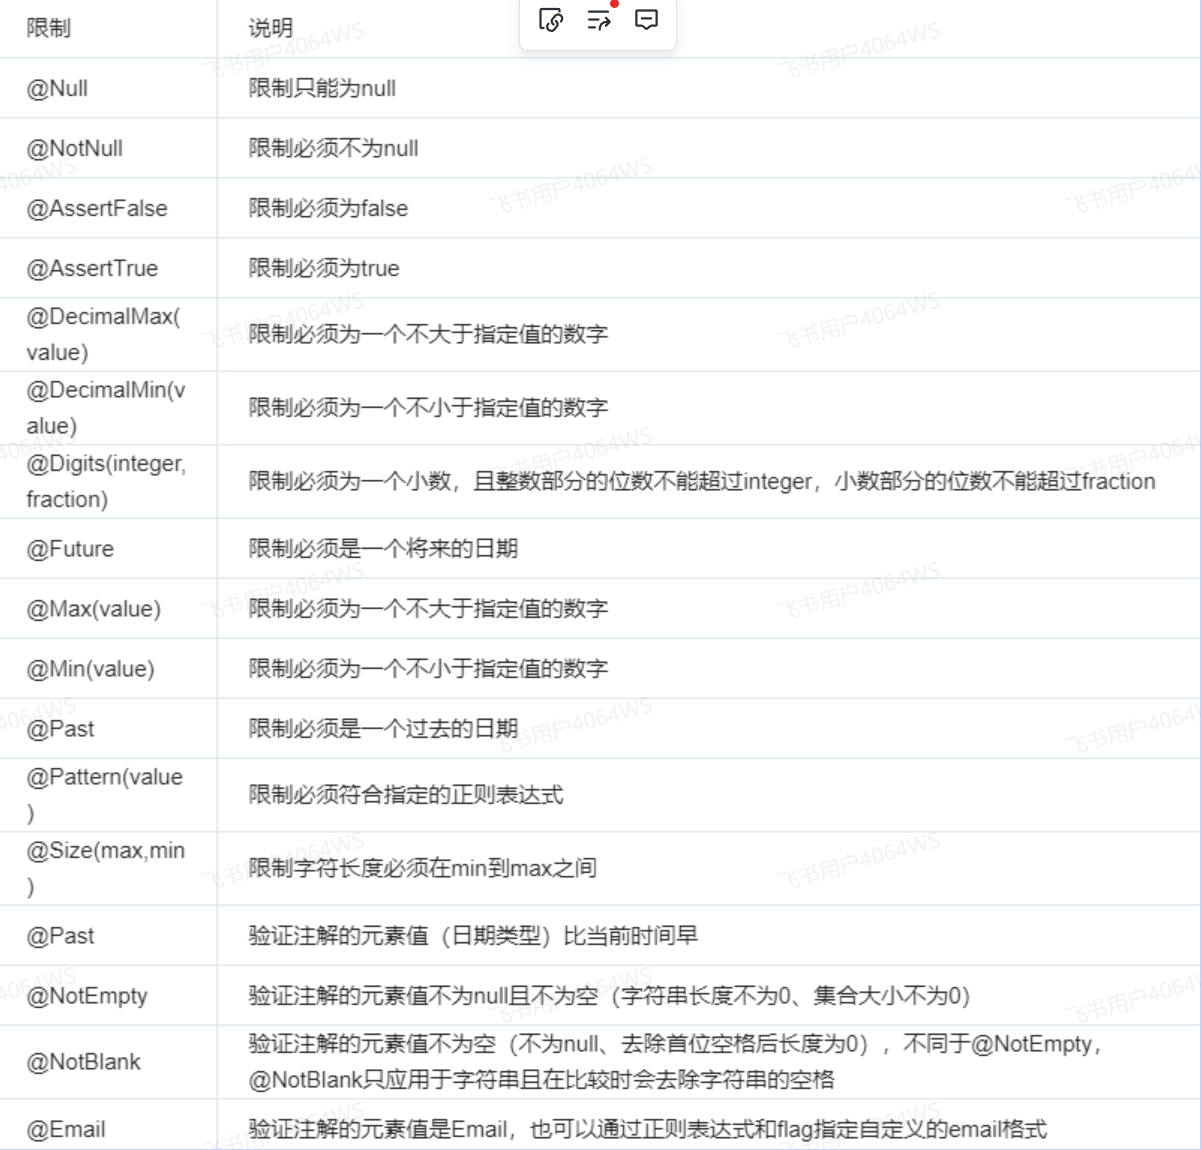 限制 说明
@Null 限制只能为null
@NotNull 限制必须不为null
@AssertFalse 限制必须为false
@AssertTrue 限制必须为true
@DecimalMax(
value)
限制必须为一个不大于指定值的数字
@DecimalMin(v
alue)
限制必须为一个不小于指定值的数字
@Digits(integer,
fraction)
限制必须为一个小数，且整数部分的位数不能超过integer，小数部分的位数不能超过fraction
@Future 限制必须是一个将来的日期
@Max(value) 限制必须为一个不大于指定值的数字
@Min(value) 限制必须为一个不小于指定值的数字
@Past 限制必须是一个过去的日期
@Pattern(value
)
限制必须符合指定的正则表达式
@Size(max,min
)
限制字符长度必须在min到max之间
@Past 验证注解的元素值（日期类型）比当前时间早
@NotEmpty 验证注解的元素值不为null且不为空（字符串长度不为0、集合大小不为0）
@NotBlank
验证注解的元素值不为空（不为null、去除首位空格后长度为0），不同于@NotEmpty，
@NotBlank只应用于字符串且在比较时会去除字符串的空格
@Email 验证注解的元素值是Email，也可以通过正则表达式和flag指定自定义的email格式
飞书用户4064WS